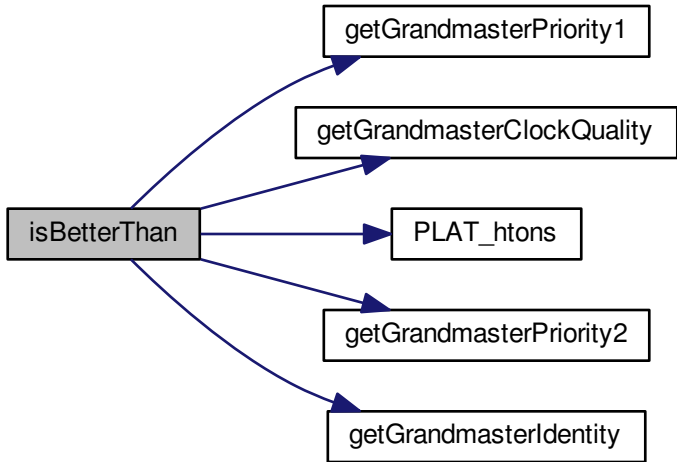 getGrandmasterPriority1
getGrandmasterClockQuality
isBetterThan
PLAT_htons
getGrandmasterPriority2
getGrandmasterIdentity